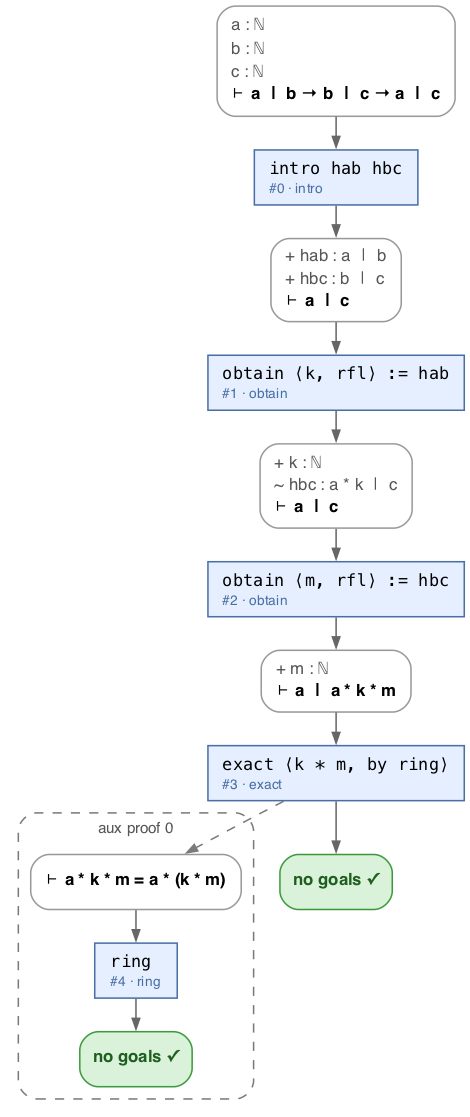 a : ℕ
b : ℕ
c : ℕ
⊢ a ∣ b → b ∣ c → a ∣ c
intro hab hbc
#0 · intro
+ hab : a ∣ b
+ hbc : b ∣ c
⊢ a ∣ c
obtain ⟨k, rfl⟩ := hab
#1 · obtain
+ k : ℕ
~ hbc : a * k ∣ c
⊢ a ∣ c
obtain ⟨m, rfl⟩ := hbc
#2 · obtain
+ m : ℕ
⊢ a ∣ a * k * m
exact ⟨k * m, by ring⟩
#3 · exact
aux proof 0
⊢ a * k * m = a * (k * m)
no goals ✓
ring
#4 · ring
no goals ✓